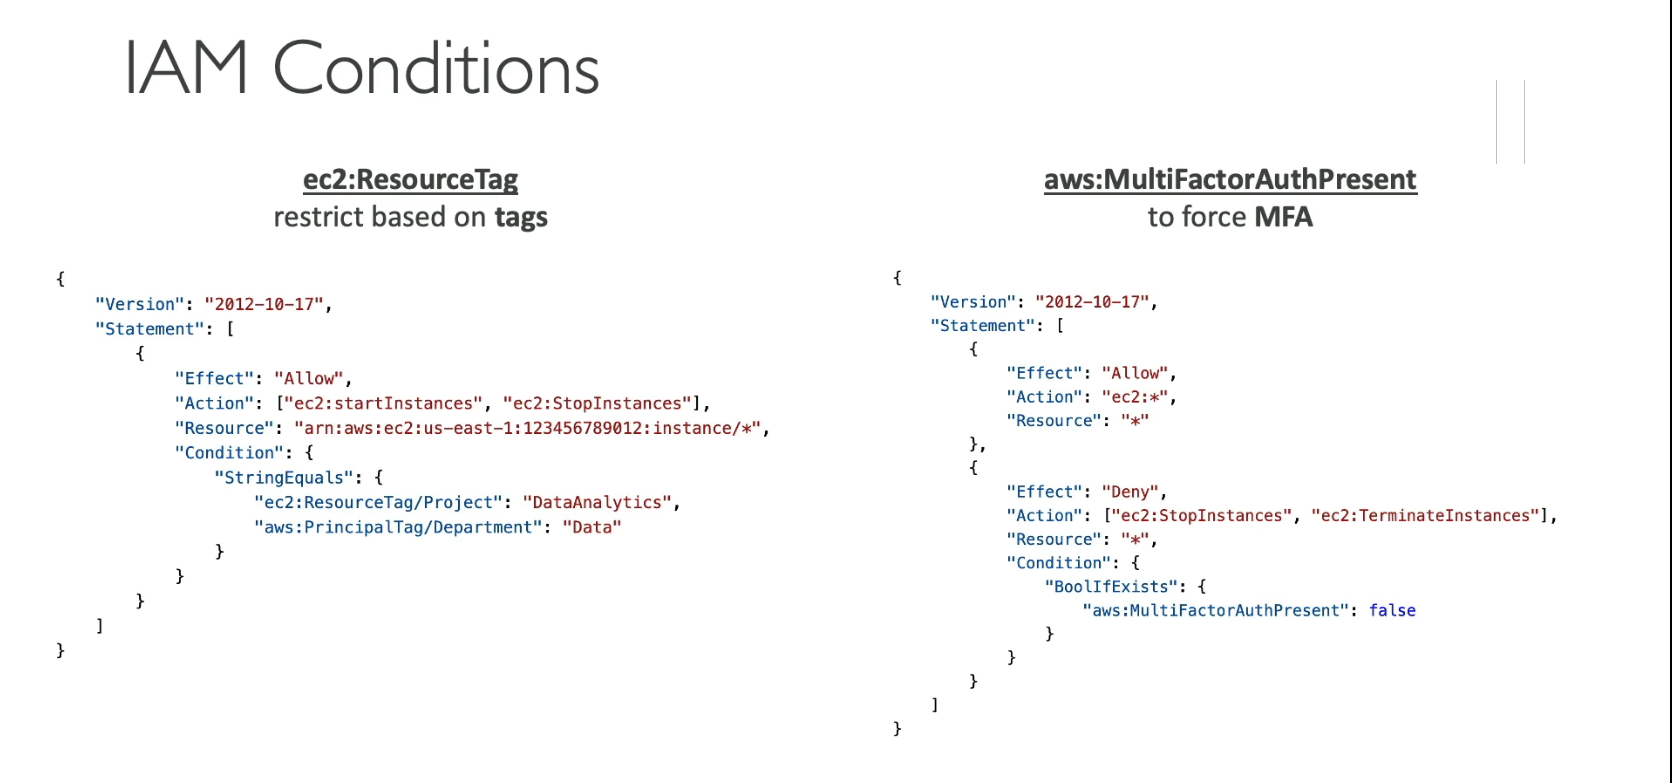 IAM Conditions
ec2:ResourceTag
restrict based on tags
{
    "Version": "2012-10-17",
    "Statement": [
        {
            "Effect": "Allow",
            "Action": ["ec2:startInstances", "ec2:StopInstances"],
            "Resource": "arn:aws:ec2:us-east-1:123456789012:instance/*",
            "Condition": {
                "StringEquals": {
                    "ec2:ResourceTag/Project": "DataAnalytics",
                    "aws:PrincipalTag/Department": "Data"
                }
            }
        }
    ]
}
aws:MultiFactorAuthPresent
to force MFA
{
    "Version": "2012-10-17",
    "Statement": [
        {
            "Effect": "Allow",
            "Action": "ec2:*",
            "Resource": "*"
        },
        {
            "Effect": "Deny",
            "Action": ["ec2:StopInstances", "ec2:TerminateInstances"],
            "Resource": "*",
            "Condition": {
                "BoolIfExists": {
                    "aws:MultiFactorAuthPresent": false
                }
            }
        }
    ]
}